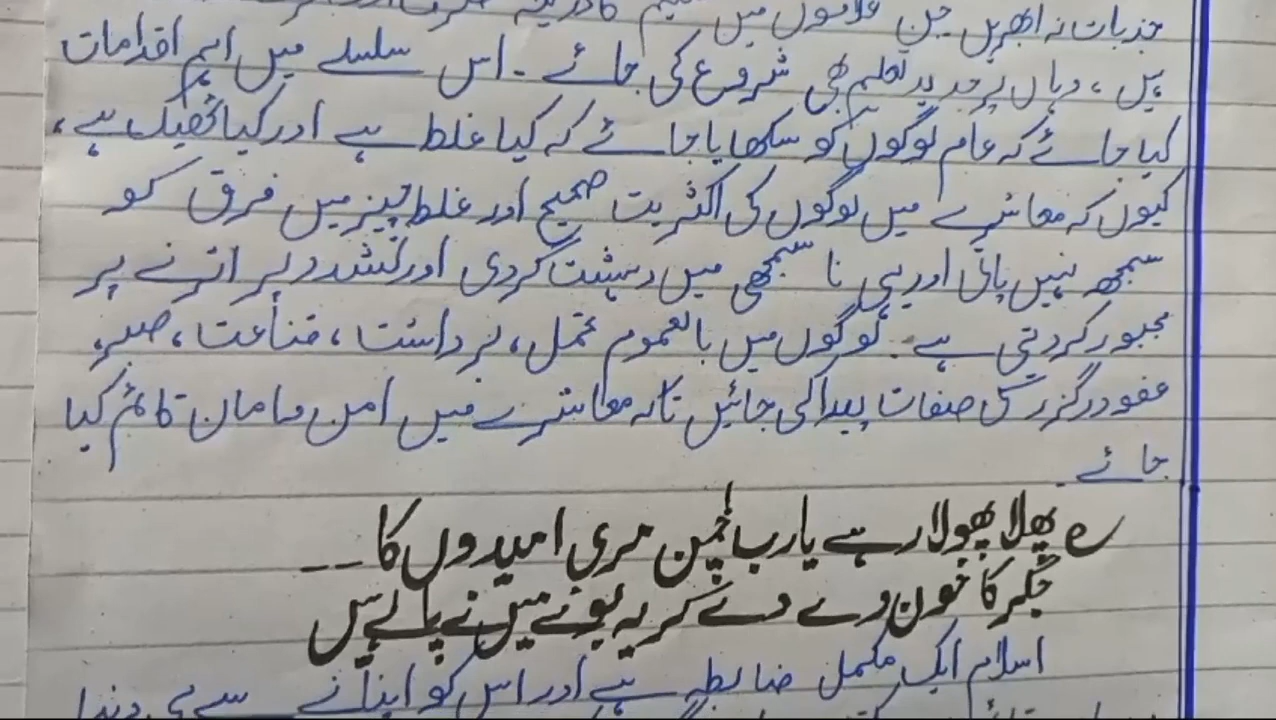 جذبات نہ ابھریں جن علاقوں میں
ہیں ، وہاں پر جدید تعلیم بھی شروع کی جائے ۔ اس سلسلے میں اہم اقدامات
کیا جائے کہ عام لوگوں کو سکھایا جائے کہ کیا غلط ہے اور کیا ٹھیک ہے ،
کیوں کہ معاشرے میں لوگوں کی اکثریت صحیح اور غلط چیز میں فرق کو
سمجھ نہیں پاتی اور یہی نا سمجھی میں دہشت گردی اور تشدد پر اترنے پر
مجبور کر دیتی ہے ۔ لوگوں میں بالعموم تحمل ، برداشت ، قناعت ، صبر ،
عفو درگزر کی صفات پیدا کی جائیں تاکہ معاشرے میں امن و امان قائم کیا
جائے ۔
؎ پھلا پھولا رہے یا رب چمن مری امیدوں کا ۔ ۔
جگر کا خون دے دے کر یہ بوٹے میں نے پالے ہیں
اسلام ایک مکمل ضابطہ ہے اور اس کو اپنانے سے ہی